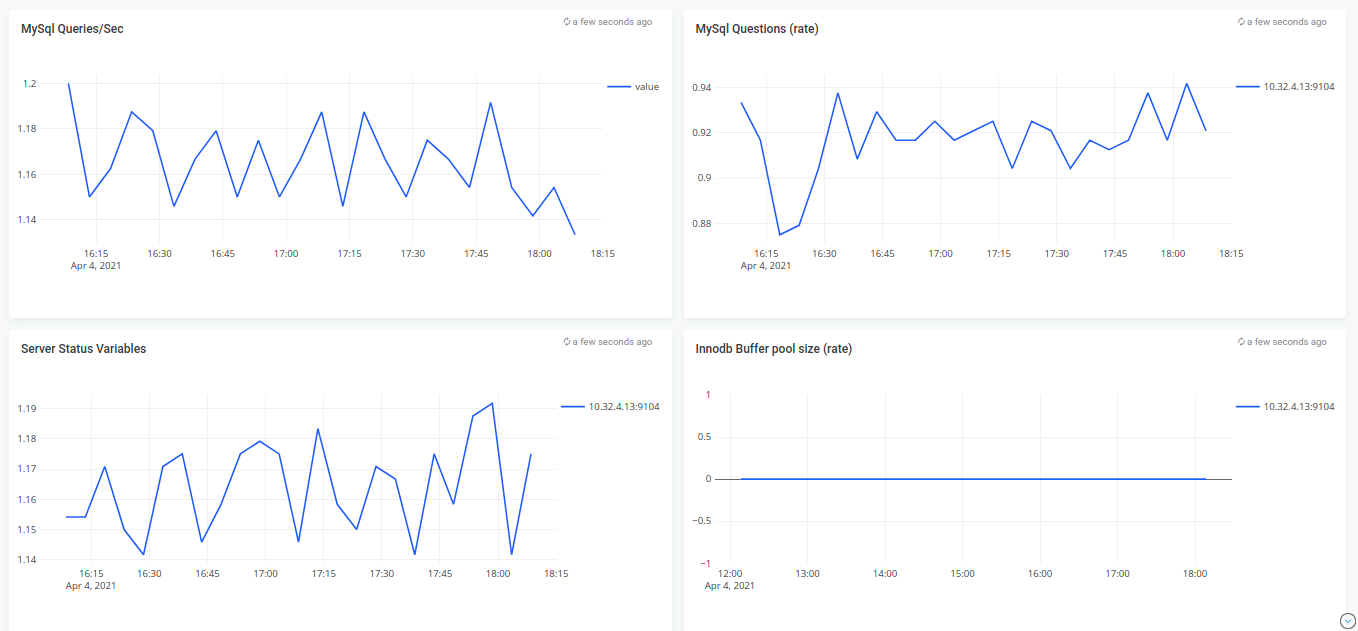 MySql Queries/Sec
a few seconds ago
value
1.2
1.18
1.16
1.14
16:15 16:30 16:45 17:00 17:15 17:30 17:45 18:00 18:15
Apr 4, 2021
MySql Questions (rate)
a few seconds ago
10.32.4.13:9104
0.94
0.92
0.9
0.88
16:15 16:30 16:45 17:00 17:15 17:30 17:45 18:00 18:15
Apr 4, 2021
Server Status Variables
a few seconds ago
10.32.4.13:9104
1.19
1.18
1.17
1.16
1.15
1.14
16:15 16:30 16:45 17:00 17:15 17:30 17:45 18:00 18:15
Apr 4, 2021
Innodb Buffer pool size (rate)
a few seconds ago
10.32.4.13:9104
1
0.5
0
−0.5
−1
12:00 13:00 14:00 15:00 16:00 17:00 18:00
Apr 4, 2021